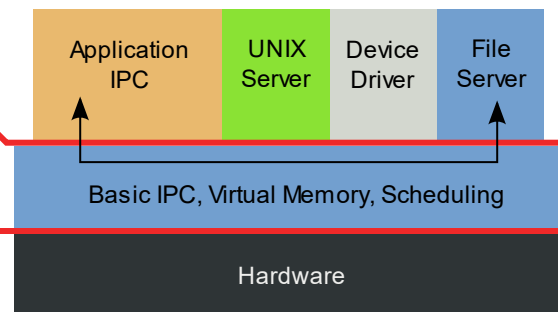 Application
IPC
UNIX
Server
Device
Driver
File
Server
Basic IPC, Virtual Memory, Scheduling
Hardware